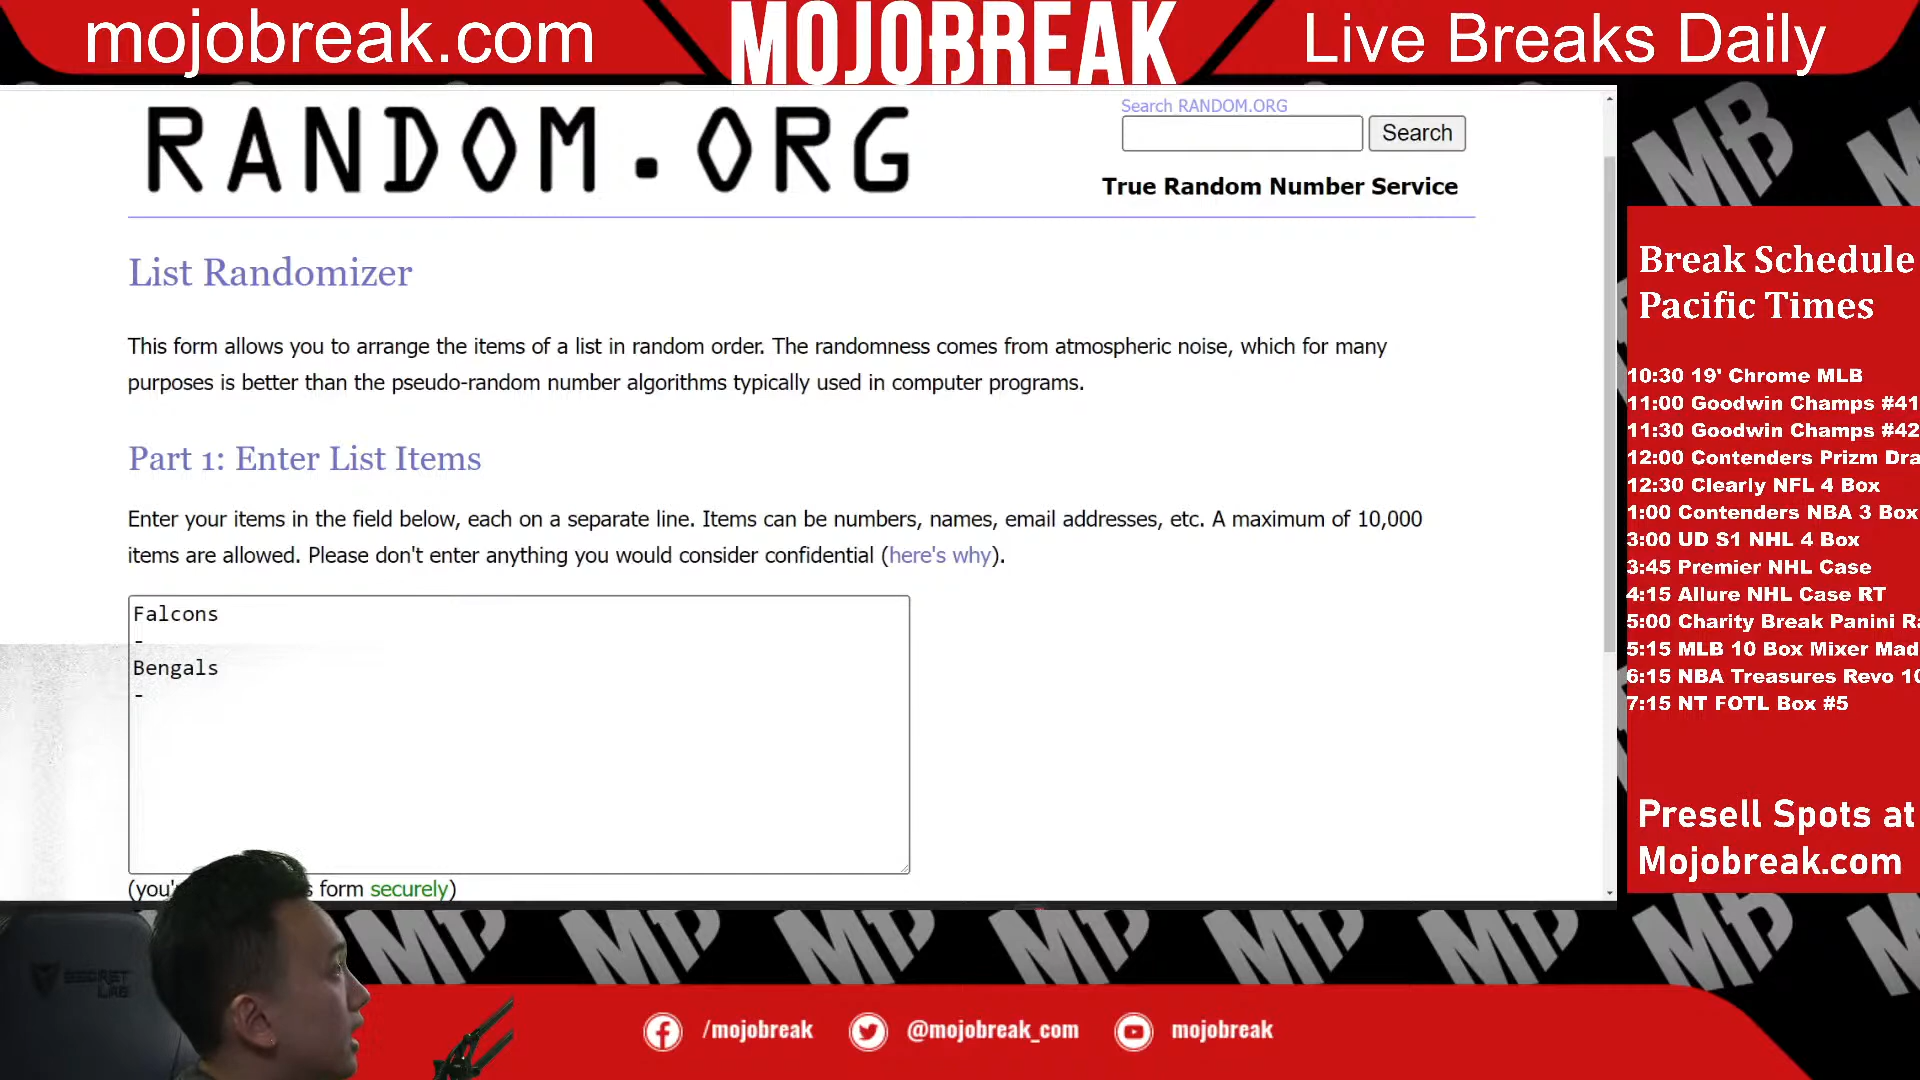 mojobreak.com
MOJOBREAK
Live Breaks Daily
RANDOM.ORG
Search RANDOM.ORG
Search
True Random Number Service
List Randomizer
This form allows you to arrange the items of a list in random order. The randomness comes from atmospheric noise, which for many
purposes is better than the pseudo-random number algorithms typically used in computer programs.
Part 1: Enter List Items
Enter your items in the field below, each on a separate line. Items can be numbers, names, email addresses, etc. A maximum of 10,000
items are allowed. Please don't enter anything you would consider confidential (here's why).
Falcons
-
Bengals
-
(you' s form securely)
Break Schedule
Pacific Times
10:30 19' Chrome MLB
11:00 Goodwin Champs #41
11:30 Goodwin Champs #42
12:00 Contenders Prizm Dra
12:30 Clearly NFL 4 Box
1:00 Contenders NBA 3 Box
3:00 UD S1 NHL 4 Box
3:45 Premier NHL Case
4:15 Allure NHL Case RT
5:00 Charity Break Panini Ra
5:15 MLB 10 Box Mixer Mad
6:15 NBA Treasures Revo 10
7:15 NT FOTL Box #5
Presell Spots at
Mojobreak.com
SECRET
LAB
/mojobreak
@mojobreak_com
mojobreak